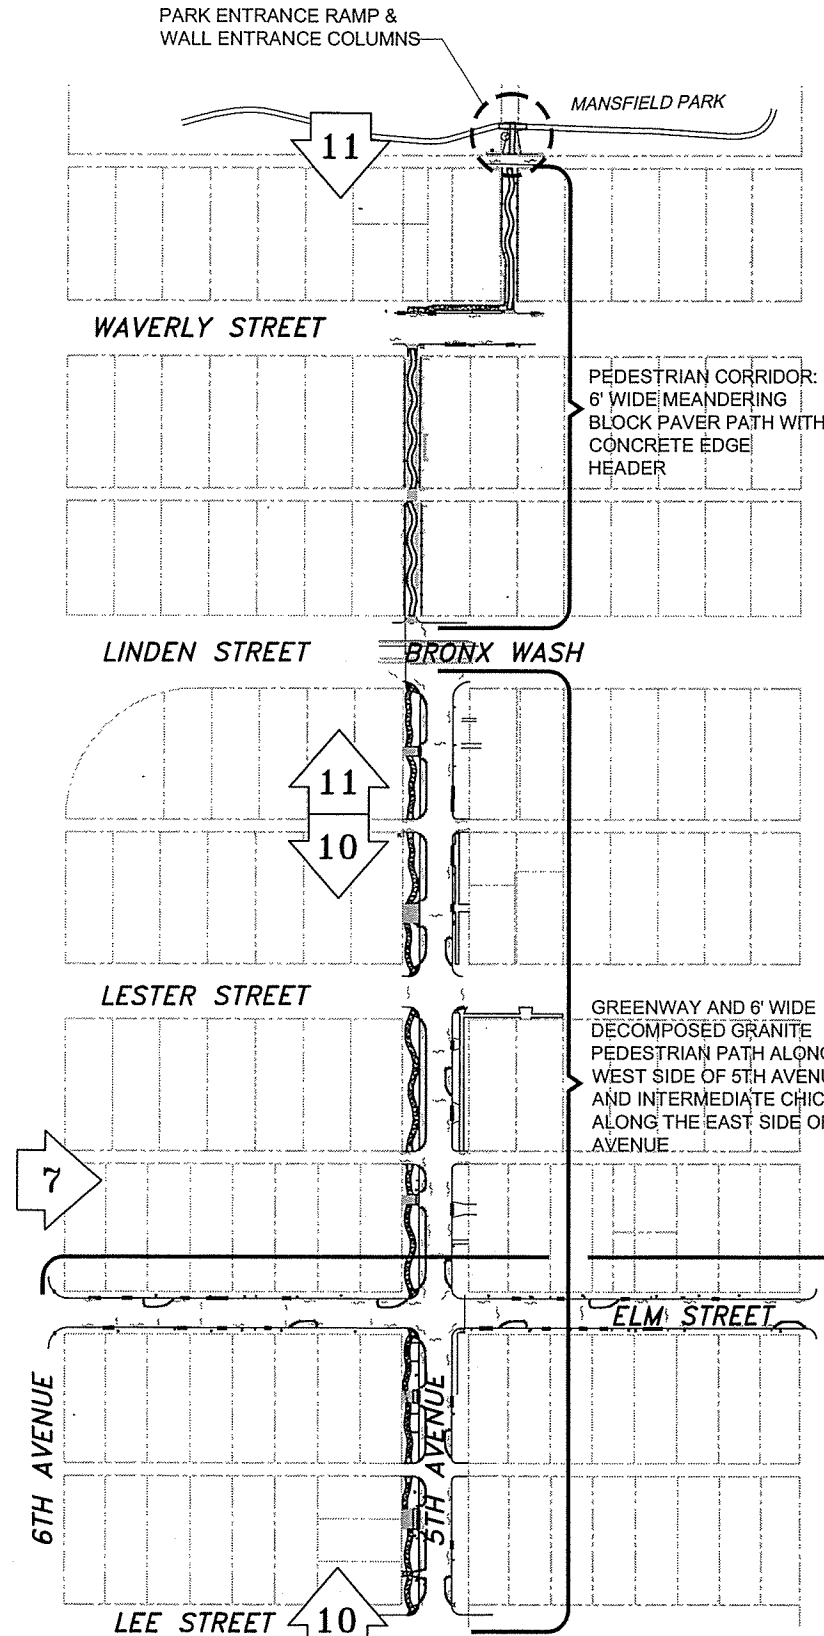 PARK ENTRANCE RAMP &
WALL ENTRANCE COLUMNS
MANSFIELD PARK
11
WAVERLY STREET
PEDESTRIAN CORRIDOR:
6' WIDE MEANDERING
BLOCK PAVER PATH WITH
CONCRETE EDGE
HEADER
LINDEN STREET
BRONX WASH
11
10
LESTER STREET
GREENWAY AND 6' WIDE
DECOMPOSED GRANITE
PEDESTRIAN PATH ALONG
WEST SIDE OF 5TH AVENU
AND INTERMEDIATE CHIC
ALONG THE EAST SIDE OF
AVENUE
7
ELM STREET
6TH AVENUE
5TH AVENUE
LEE STREET
10